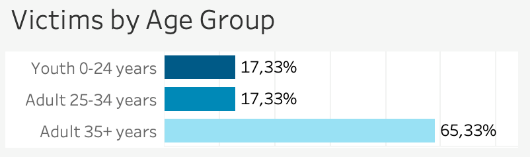 Victims by Age Group
Youth 0-24 years 17,33%
Adult 25-34 years 17,33%
Adult 35+ years 65,33%